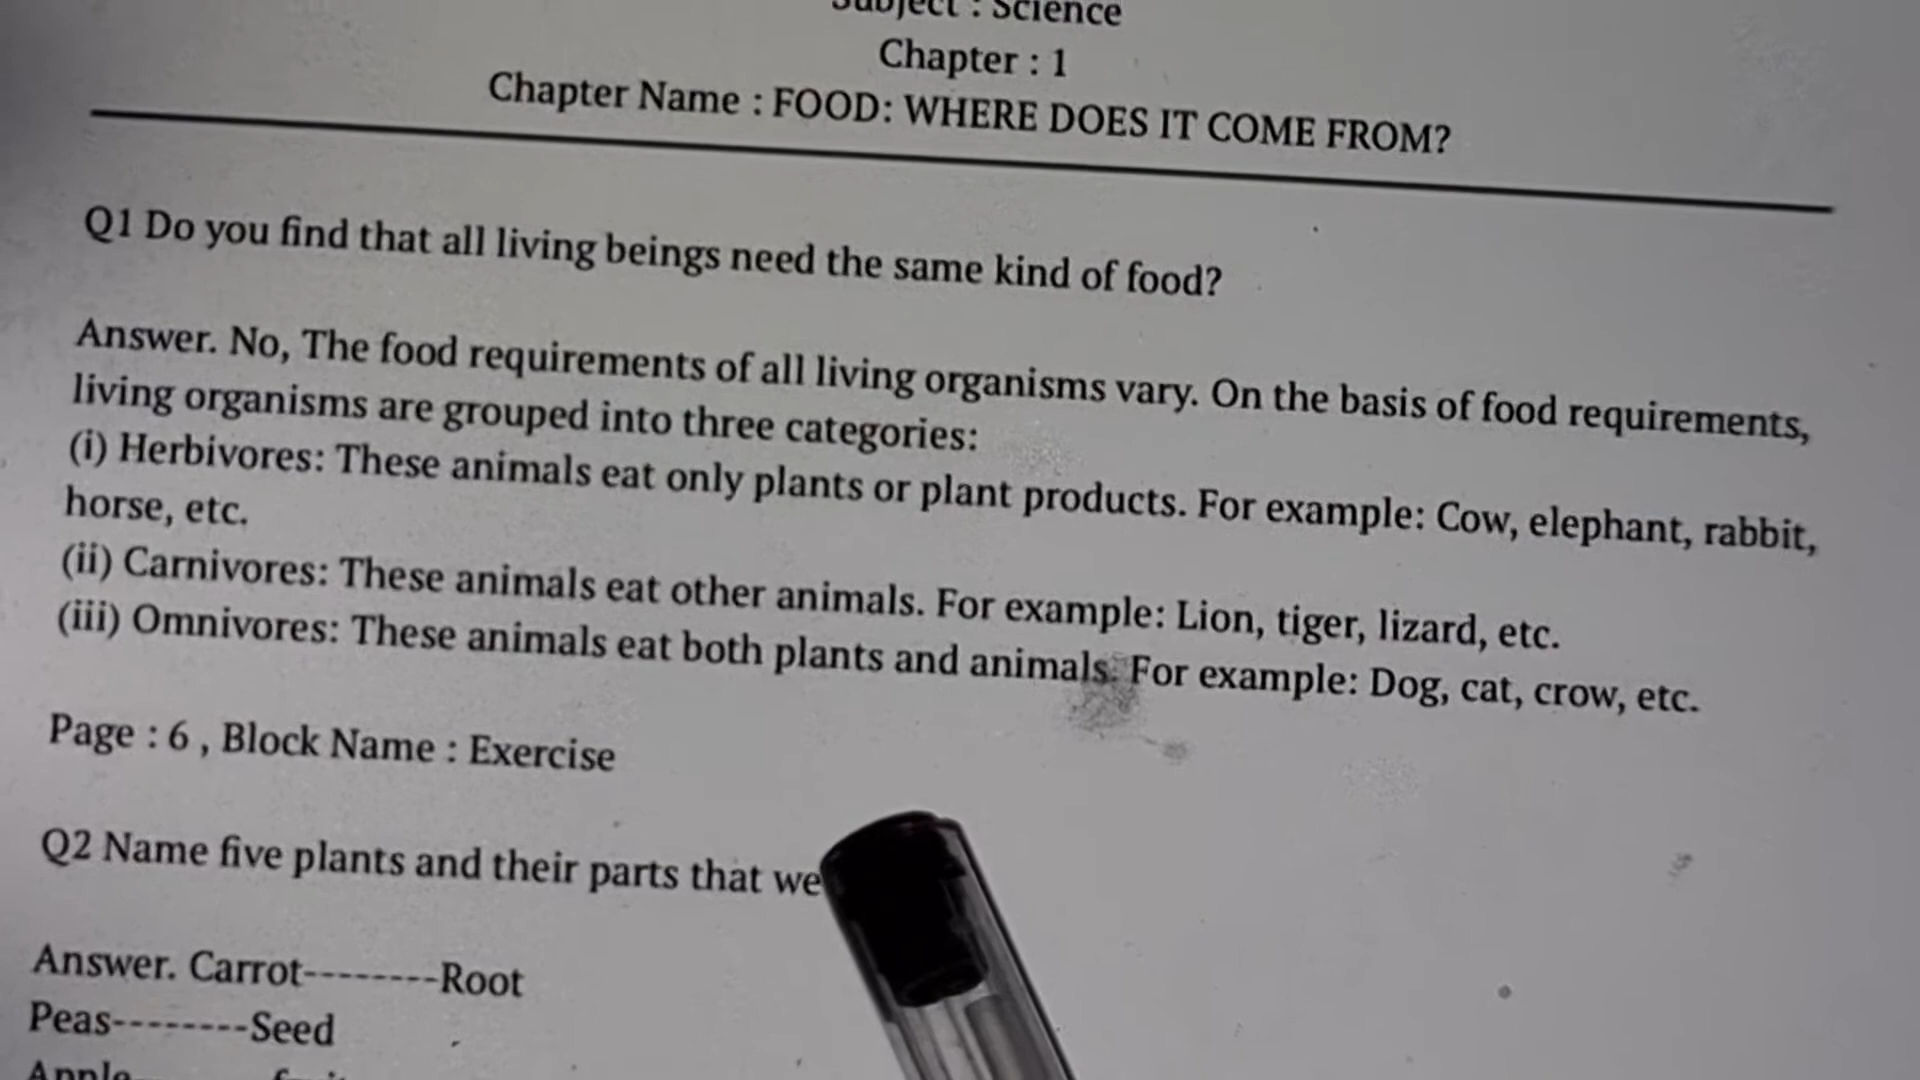 Subject : Science
Chapter : 1
Chapter Name : FOOD: WHERE DOES IT COME FROM?
Q1 Do you find that all living beings need the same kind of food?
Answer. No, The food requirements of all living organisms vary. On the basis of food requirements,
living organisms are grouped into three categories:
(i) Herbivores: These animals eat only plants or plant products. For example: Cow, elephant, rabbit,
horse, etc.
(ii) Carnivores: These animals eat other animals. For example: Lion, tiger, lizard, etc.
(iii) Omnivores: These animals eat both plants and animals. For example: Dog, cat, crow, etc.
Page : 6 , Block Name : Exercise
Q2 Name five plants and their parts that we
Answer. Carrot--------Root
Peas--------Seed
Apple